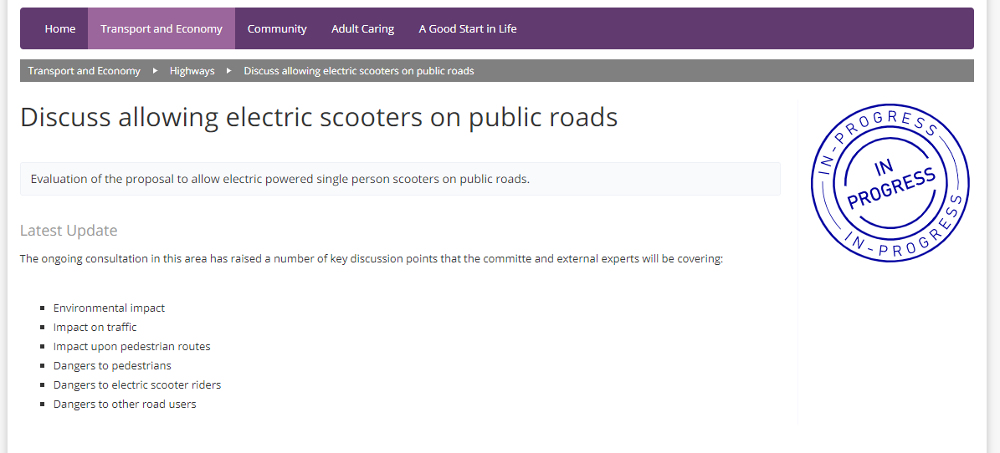 Home Transport and Economy Community Adult Caring A Good Start in Life
Transport and Economy Highways Discuss allowing electric scooters on public roads
Discuss allowing electric scooters on public roads
IN-PROGRESS
IN
PROGRESS
IN-PROGRESS
Evaluation of the proposal to allow electric powered single person scooters on public roads.
Latest Update
The ongoing consultation in this area has raised a number of key discussion points that the committe and external experts will be covering:
Environmental impact
Impact on traffic
Impact upon pedestrian routes
Dangers to pedestrians
Dangers to electric scooter riders
Dangers to other road users